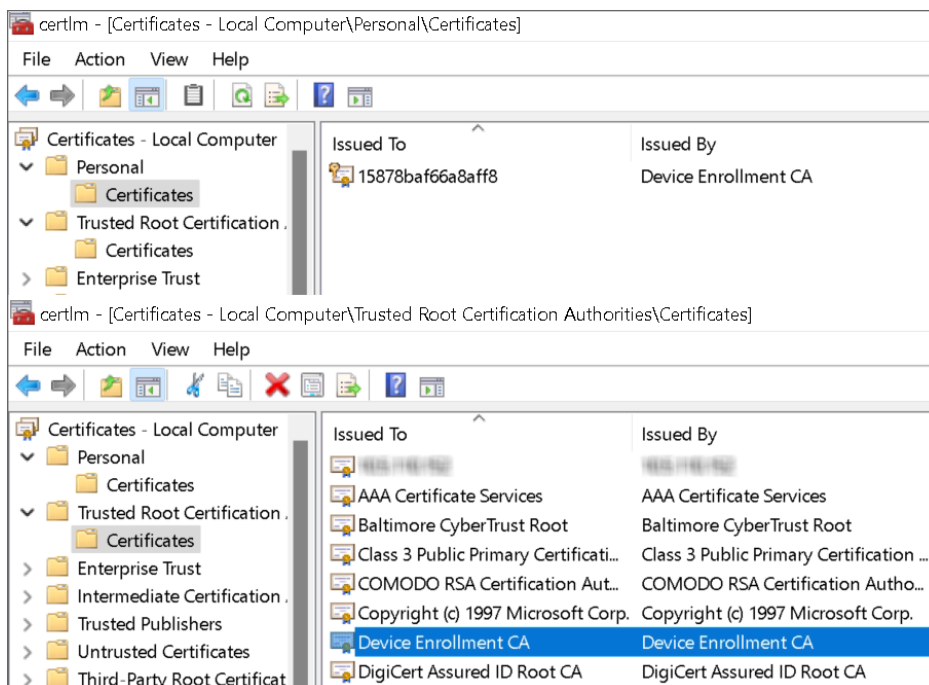 certlm - [Certificates - Local Computer\Personal\Certificates]
File Action View Help
Certificates - Local Computer
Personal
Certificates
Trusted Root Certification
Certificates
Enterprise Trust
Issued To Issued By
15878baf66a8aff8 Device Enrollment CA
certlm - [Certificates - Local Computer\Trusted Root Certification Authorities\Certificates]
File Action View Help
Certificates - Local Computer
Personal
Certificates
Trusted Root Certification
Certificates
Enterprise Trust
Intermediate Certification
Trusted Publishers
Untrusted Certificates
Third-Party Root Certificat
Issued To Issued By
AAA Certificate Services AAA Certificate Services
Baltimore CyberTrust Root Baltimore CyberTrust Root
Class 3 Public Primary Certificati... Class 3 Public Primary Certification ...
COMODO RSA Certification Aut... COMODO RSA Certification Autho...
Copyright (c) 1997 Microsoft Corp. Copyright (c) 1997 Microsoft Corp.
Device Enrollment CA Device Enrollment CA
DigiCert Assured ID Root CA DigiCert Assured ID Root CA